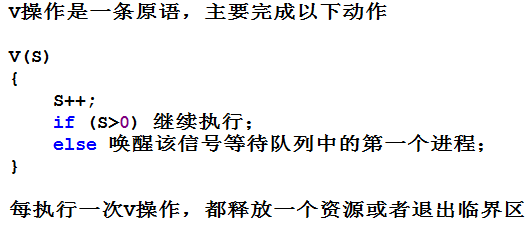 V操作是一条原语，主要完成以下动作
V(S)
{
S++;
if (S>0) 继续执行；
else 唤醒该信号等待队列中的第一个进程；
}
每执行一次V操作，都释放一个资源或者退出临界区